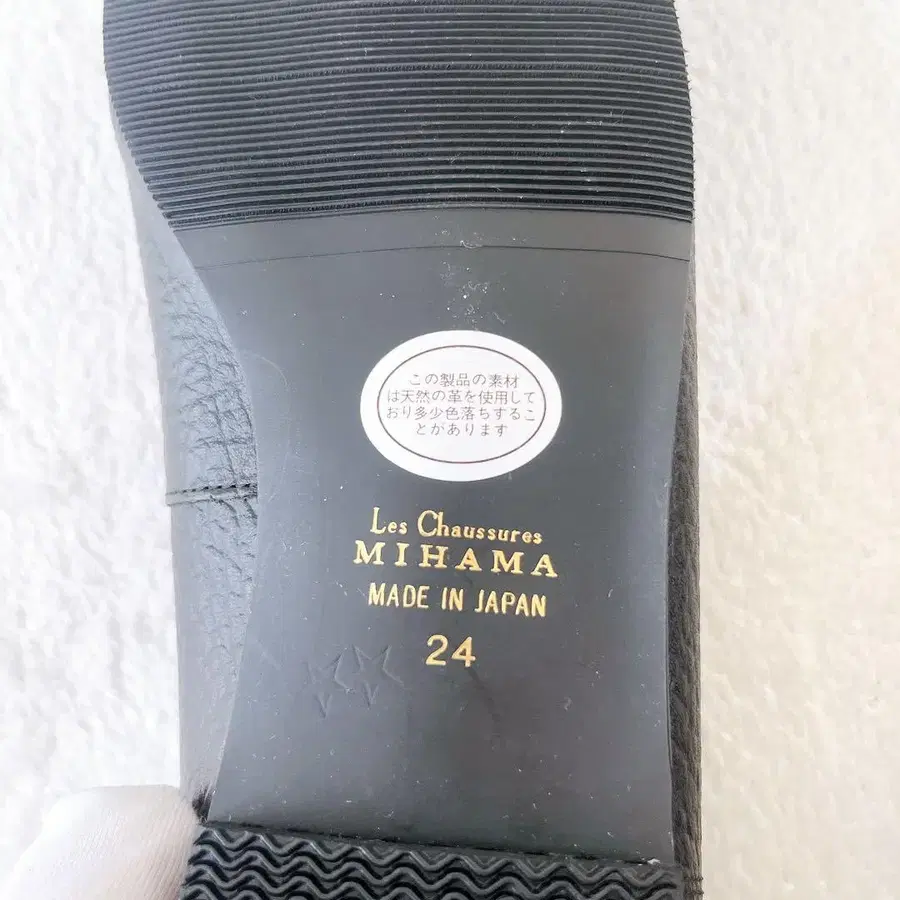 この製品の素材
は天然の革を使用して
おり多少色落ちするこ
とがあります
Les Chaussures
MIHAMA
MADE IN JAPAN
24